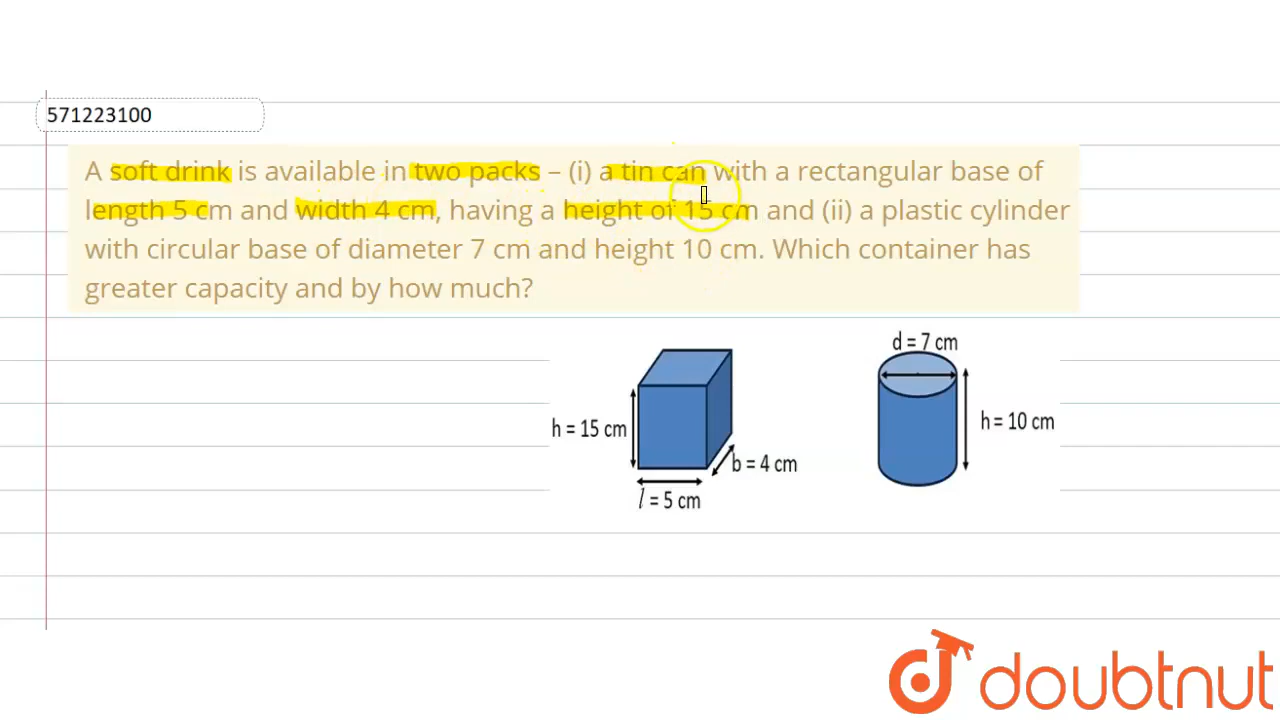 571223100
A soft drink is available in two packs – (i) a tin can with a rectangular base of
length 5 cm and width 4 cm, having a height of 15 cm and (ii) a plastic cylinder
with circular base of diameter 7 cm and height 10 cm. Which container has
greater capacity and by how much?
d = 7 cm
h = 15 cm
h = 10 cm
b = 4 cm
l = 5 cm
doubtnut